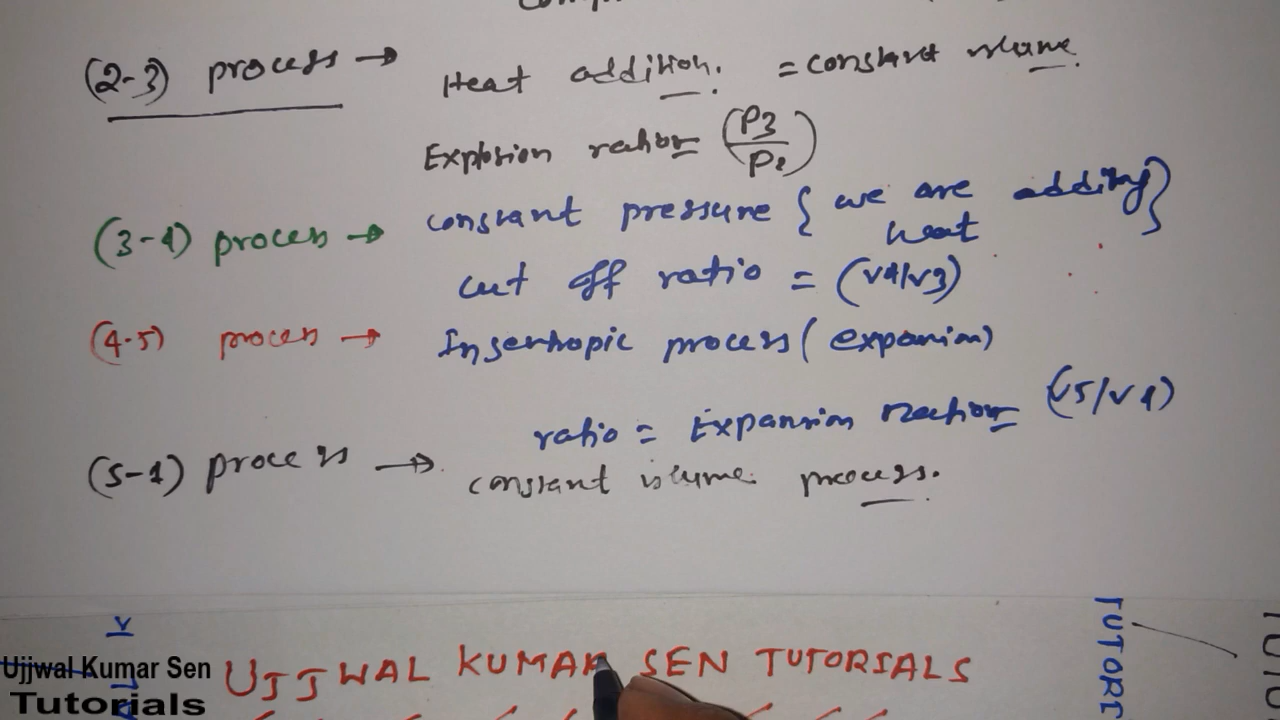 (2-3) process → Heat addition. = constant volume.
Explosion ratio = (P3/P2)
(3-4) process → constant pressure { we are adding heat }
cut off ratio = (V4/V3)
(4-5) process → Insentropic process (expansion)
ratio = Expansion ratio = (V5/V4)
(5-1) process → constant volume process.
UJJWAL KUMAR SEN TUTORIALS
Ujjwal Kumar Sen
Tutorials